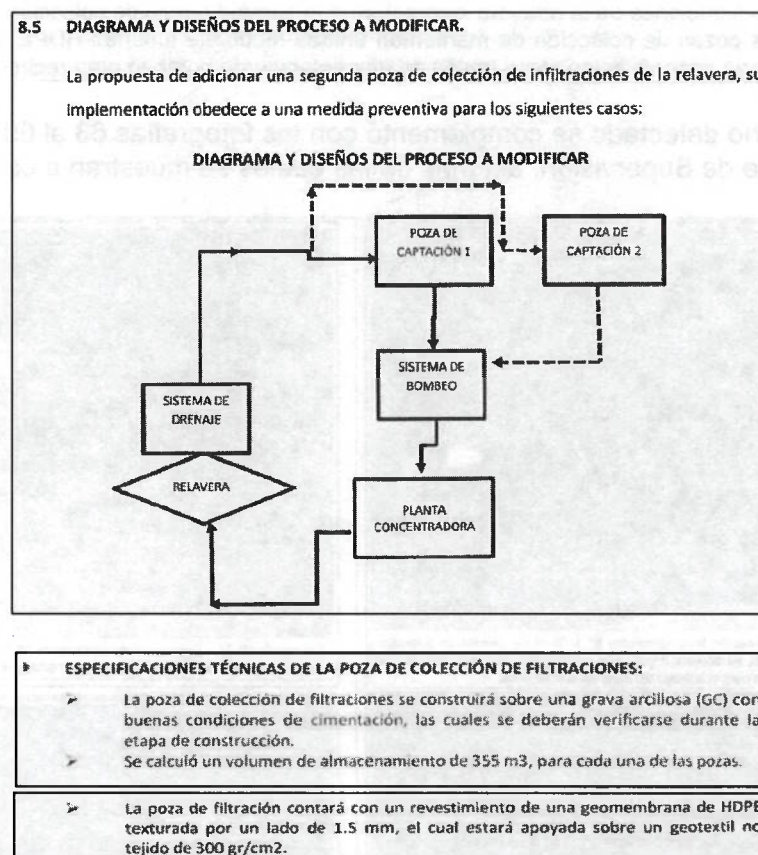 8.5 DIAGRAMA Y DISEÑOS DEL PROCESO A MODIFICAR.
La propuesta de adicionar una segunda poza de colección de infiltraciones de la relavera, su
implementación obedece a una medida preventiva para los siguientes casos:
DIAGRAMA Y DISEÑOS DEL PROCESO A MODIFICAR
POZA DE
CAPTACIÓN 1
POZA DE
CAPTACIÓN 2
SISTEMA DE
BOMBEO
SISTEMA DE
DRENAJE
RELAVERA
PLANTA
CONCENTRADORA
ESPECIFICACIONES TÉCNICAS DE LA POZA DE COLECCIÓN DE FILTRACIONES:
La poza de colección de filtraciones se construirá sobre una grava arcillosa (GC) con
buenas condiciones de cimentación, las cuales se deberán verificarse durante la
etapa de construcción.
Se calculó un volumen de almacenamiento de 355 m3, para cada una de las pozas.
La poza de filtración contará con un revestimiento de una geomembrana de HDPE
texturada por un lado de 1.5 mm, el cual estará apoyada sobre un geotextil no
tejido de 300 gr/cm2.